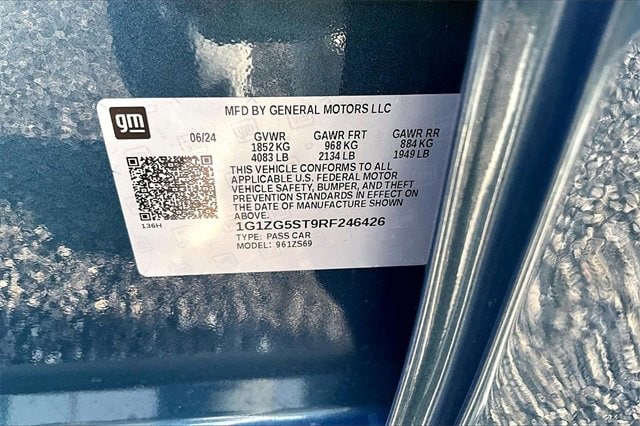 gm
MFD BY GENERAL MOTORS LLC
06/24 GVWR GAWR FRT GAWR RR
1852 KG 968 KG 884 KG
4083 LB 2134 LB 1949 LB
THIS VEHICLE CONFORMS TO ALL
APPLICABLE U.S. FEDERAL MOTOR
VEHICLE SAFETY, BUMPER, AND THEFT
PREVENTION STANDARDS IN EFFECT ON
THE DATE OF MANUFACTURE SHOWN
ABOVE.
136H
1G1ZG5ST9RF246426
TYPE: PASS CAR
MODEL: 961ZS69